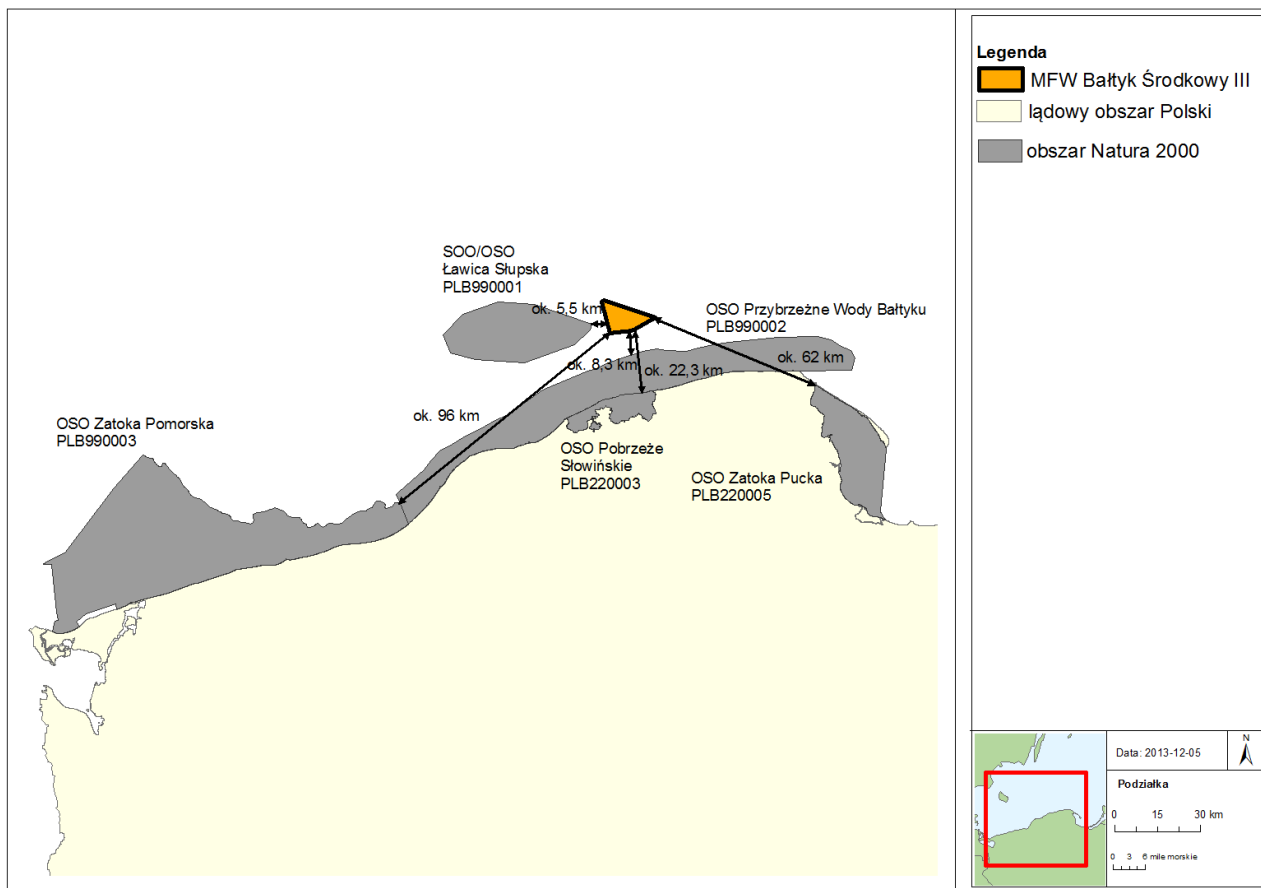 SOO/OSO
Ławica Słupska
PLB990001
ok. 5,5 km
OSO Przybrzeżne Wody Bałtyku
PLB990002
ok. 62 km
ok. 8,3 km
ok. 22,3 km
ok. 96 km
OSO Zatoka Pomorska
PLB990003
OSO Pobrzeże
Słowińskie
PLB220003
OSO Zatoka Pucka
PLB220005
Legenda
MFW Bałtyk Środkowy III
lądowy obszar Polski
obszar Natura 2000
Data: 2013-12-05
N
Podziałka
0 15 30 km
0 3 6 mile morskie